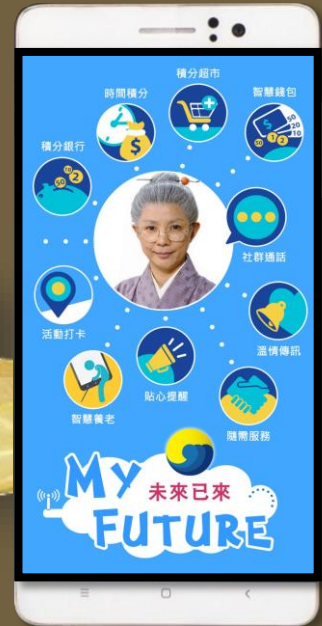 積分超市
時間積分
智慧錢包
積分銀行
社群通話
活動打卡
溫情傳訊
貼心提醒
智慧養老
隨需服務
MY
未來已來
FUTURE